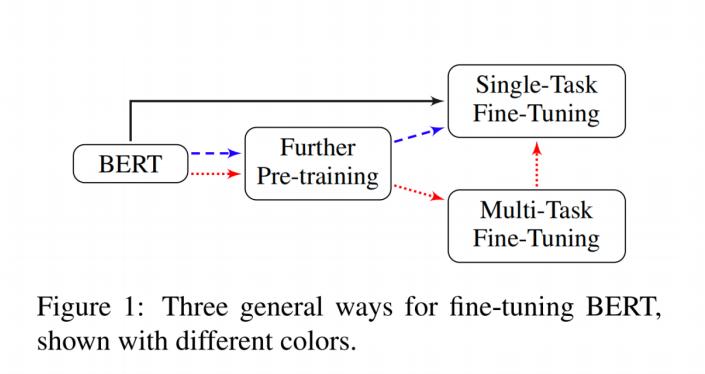 Single-Task
Fine-Tuning
BERT
Further
Pre-training
Multi-Task
Fine-Tuning
Figure 1: Three general ways for fine-tuning BERT,
shown with different colors.